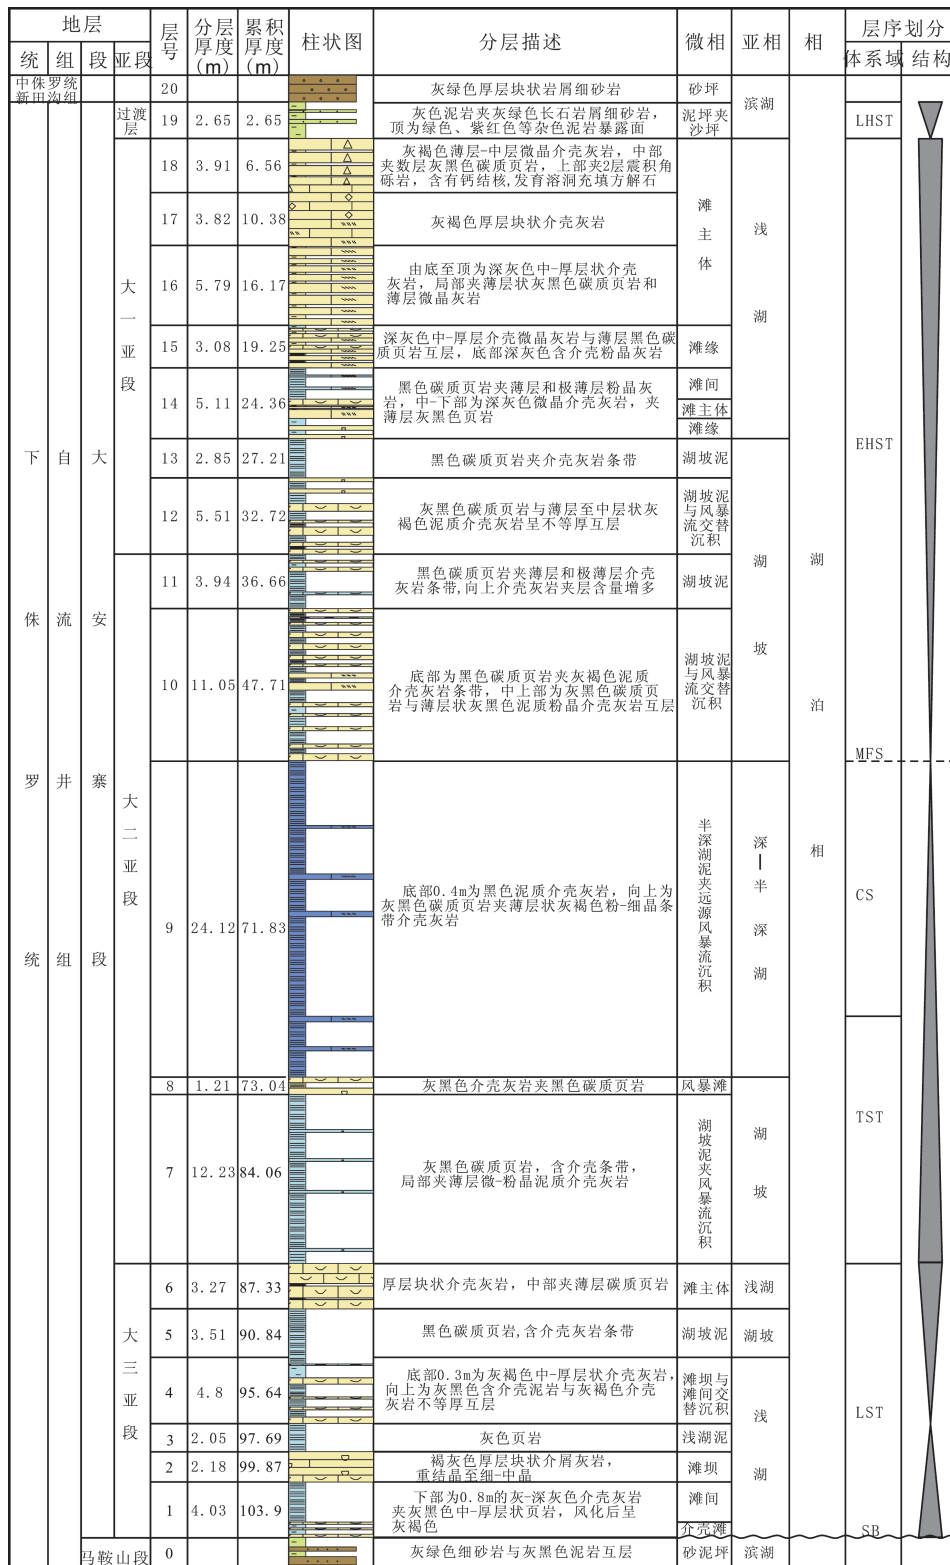 地层 层号 分层厚度(m) 累积厚度(m) 柱状图 分层描述 微相 亚相 相 层序划分
统 组 段 亚段 体系域 结构
中侏罗统
新田沟组
20 灰绿色厚层块状岩屑细砂岩 砂坪
滨湖
过渡层 19 2.65 2.65
灰色泥岩夹灰绿色长石岩屑细砂岩,
顶为绿色、紫红色等杂色泥岩暴露面
泥坪夹
沙坪
LHST
18 3.91 6.56
灰褐色薄层-中层微晶介壳灰岩, 中部
夹数层灰黑色碳质页岩, 上部夹2层震积角
砾岩, 含有钙结核,发育溶洞充填方解石
17 3.82 10.38
灰褐色厚层块状介壳灰岩
滩主体
浅湖
16 5.79 16.17
由底至顶为深灰色中-厚层状介壳
灰岩, 局部夹薄层状灰黑色碳质页岩和
薄层微晶灰岩
大一亚段
15 3.08 19.25
深灰色中-厚层介壳微晶灰岩与薄层黑色碳
质页岩互层, 底部深灰色含介壳粉晶灰岩
滩缘
14 5.11 24.36
黑色碳质页岩夹薄层和极薄层粉晶灰
岩, 中-下部为深灰色微晶介壳灰岩, 夹
薄层灰黑色页岩
滩间
滩主体
滩缘
EHST
13 2.85 27.21 黑色碳质页岩夹介壳灰岩条带 湖坡泥
12 5.51 32.72
灰黑色碳质页岩与薄层至中层状灰
褐色泥质介壳灰岩呈不等厚互层
湖坡泥
与风暴
流交替
沉积
下侏罗统
自流井组
大安寨段
湖坡
湖泊相
11 3.94 36.66
黑色碳质页岩夹薄层和极薄层介壳
灰岩条带,向上介壳灰岩夹层含量增多
湖坡泥
10 11.05 47.71
底部为黑色碳质页岩夹灰褐色泥质
介壳灰岩条带, 中上部为灰黑色碳质页
岩与薄层状灰黑色泥质粉晶介壳灰岩互层
湖坡泥
与风暴
流交替
沉积
MFS
大二亚段
9 24.12 71.83
底部0.4m为黑色泥质介壳灰岩, 向上为
灰黑色碳质页岩夹薄层状灰褐色粉-细晶条
带介壳灰岩
半深湖泥夹远源风暴流沉积
深—半深湖
CS
8 1.21 73.04 灰黑色介壳灰岩夹黑色碳质页岩 风暴滩
TST
7 12.23 84.06
灰黑色碳质页岩, 含介壳条带,
局部夹薄层微-粉晶泥质介壳灰岩
湖坡泥夹风暴流沉积
湖坡
6 3.27 87.33 厚层块状介壳灰岩, 中部夹薄层碳质页岩 滩主体 浅湖
5 3.51 90.84 黑色碳质页岩,含介壳灰岩条带 湖坡泥 湖坡
大三亚段
4 4.8 95.64
底部0.3m为灰褐色中-厚层状介壳灰岩,
向上为灰黑色含介壳泥岩与灰褐色介壳
灰岩不等厚互层
滩坝与
滩间交
替沉积
浅湖
LST
3 2.05 97.69 灰色页岩 浅湖泥
2 2.18 99.87
褐灰色厚层块状介屑灰岩,
重结晶至细-中晶
滩坝
1 4.03 103.9
下部为0.8m的灰-深灰色介壳灰岩
夹灰黑色中-厚层状页岩, 风化后呈
灰褐色
滩间
介壳滩
SB
马鞍山段 0 灰绿色细砂岩与灰黑色泥岩互层 砂泥坪 滨湖